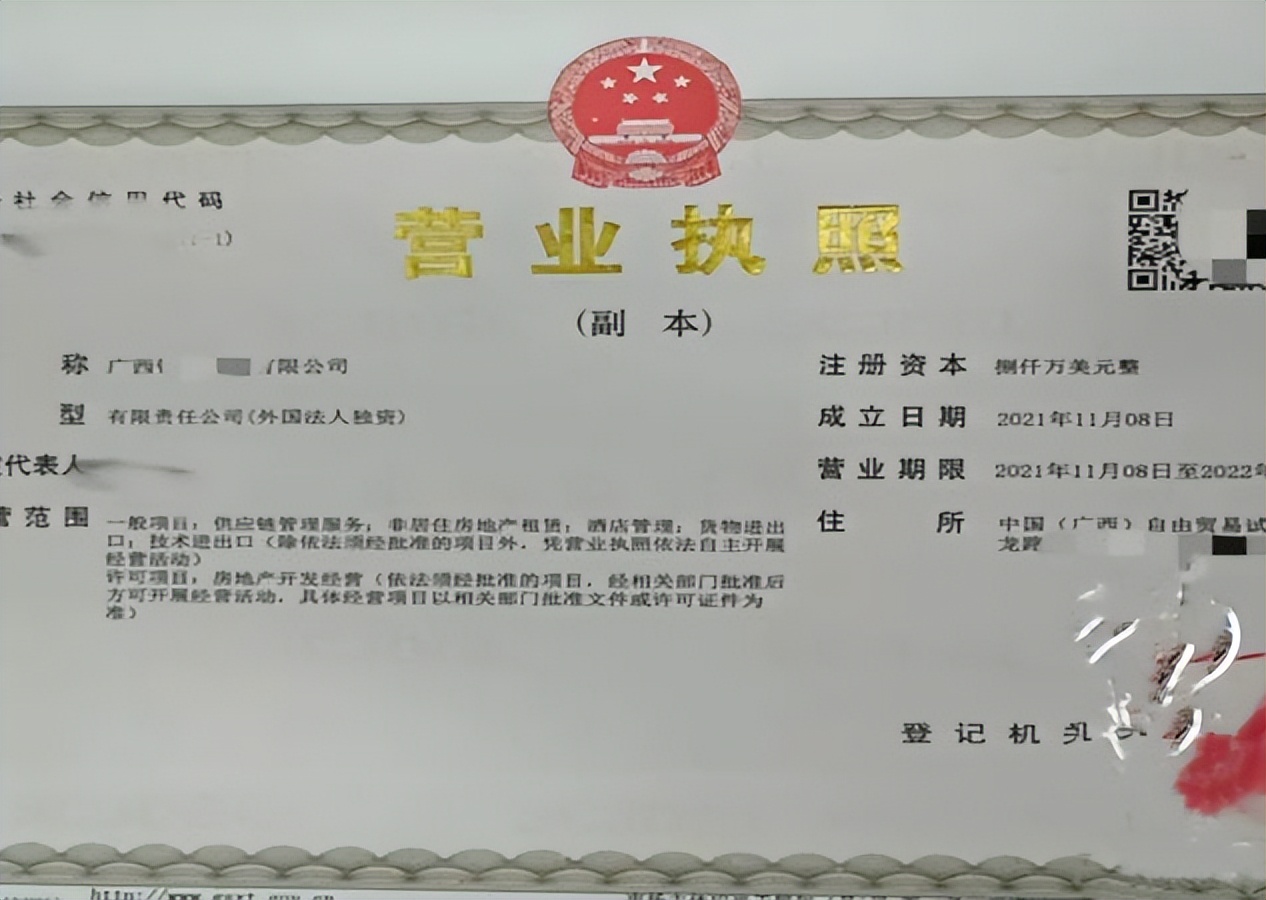 社会信用代码
-1)
营业执照
(副 本)
称 广西 有限公司
型 有限责任公司(外国法人独资)
代表人
营范围 一般项目：供应链管理服务；非居住房地产租赁；酒店管理；货物进出
口；技术进出口（除依法须经批准的项目外，凭营业执照依法自主开展
经营活动）
许可项目：房地产开发经营（依法须经批准的项目，经相关部门批准后
方可开展经营活动，具体经营项目以相关部门批准文件或许可证件为
准）
注册资本 捌仟万美元整
成立日期 2021年11月08日
营业期限 2021年11月08日至2022年
住 所 中国（广西）自由贸易试
登记机